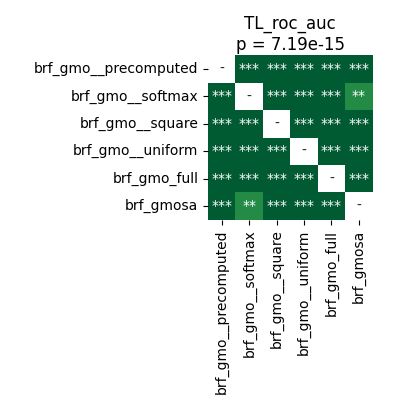 TL_roc_auc
p = 7.19e-15
brf_gmo__precomputed - *** *** *** *** ***
brf_gmo__softmax *** - *** *** *** **
brf_gmo__square *** *** - *** *** ***
brf_gmo__uniform *** *** *** - *** ***
brf_gmo_full *** *** *** *** - ***
brf_gmosa *** ** *** *** *** -
brf_gmo__precomputed
brf_gmo__softmax
brf_gmo__square
brf_gmo__uniform
brf_gmo_full
brf_gmosa